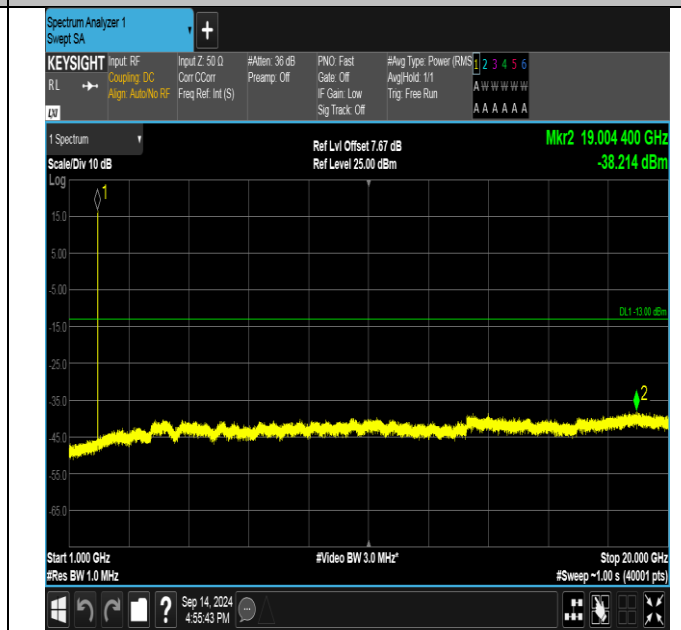 Spectrum Analyzer 1
Swept SA
+
KEYSIGHT
RL
LXI
Input: RF
Coupling: DC
Align: Auto/No RF
Input Z: 50 Ω
Corr CCorr
Freq Ref: Int (S)
#Atten: 36 dB
Preamp: Off
PNO: Fast
Gate: Off
IF Gain: Low
Sig Track: Off
#Avg Type: Power (RMS
Avg|Hold: 1/1
Trig: Free Run
1 2 3 4 5 6
A W W W W W
A A A A A A
1 Spectrum
Scale/Div 10 dB
Ref Lvl Offset 7.67 dB
Ref Level 25.00 dBm
Mkr2 19.004 400 GHz
-38.214 dBm
Log
1
15.0
5.00
-5.00
DL1 -13.00 dBm
-15.0
-25.0
-35.0
2
-45.0
-55.0
-65.0
Start 1.000 GHz
#Video BW 3.0 MHz*
Stop 20.000 GHz
#Res BW 1.0 MHz
#Sweep ~1.00 s (40001 pts)
?
Sep 14, 2024
4:55:43 PM